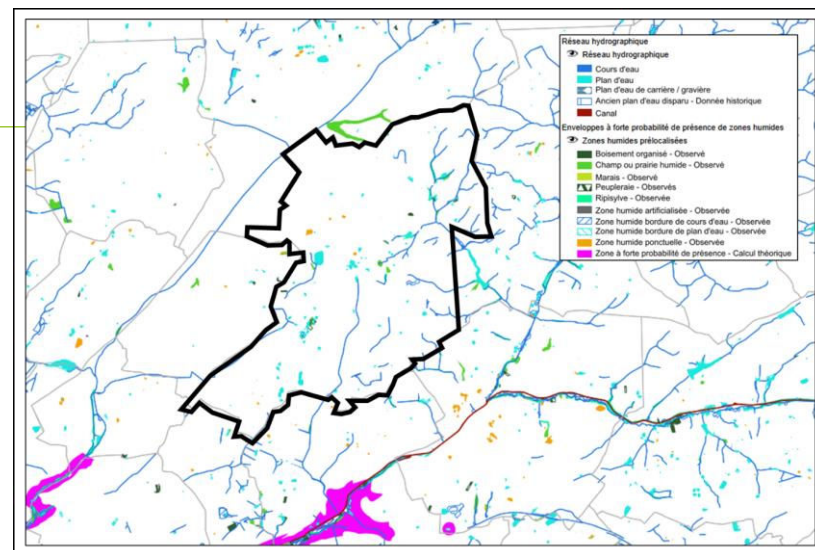 Réseau hydrographique
Réseau hydrographique
Cours d'eau
Plan d'eau
Plan d'eau de carrière / gravière
Ancien plan d'eau disparu - Donnée historique
Canal
Enveloppes à forte probabilité de présence de zones humides
Zones humides prélocalisées
Boisement organisé - Observé
Champ ou prairie humide - Observé
Marais - Observé
Peupleraie - Observés
Ripisylve - Observée
Zone humide artificialisée - Observée
Zone humide bordure de cours d'eau - Observée
Zone humide bordure de plan d'eau - Observée
Zone humide ponctuelle - Observée
Zone à forte probabilité de présence - Calcul théorique